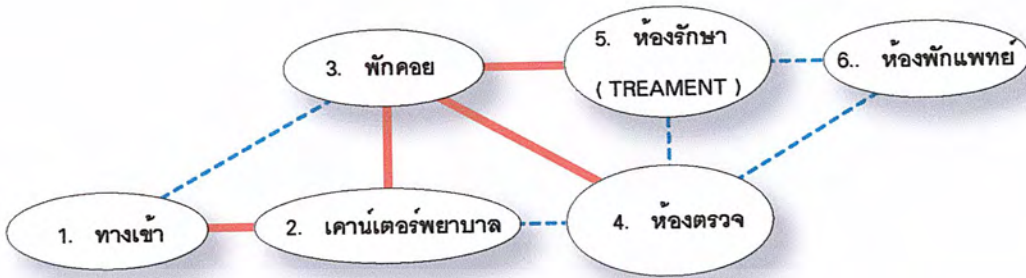 5. ห้องรักษา
( TREAMENT )
3. พักคอย
6.. ห้องพักแพทย์
1. ทางเข้า
2. เคาน์เตอร์พยาบาล
4. ห้องตรวจ